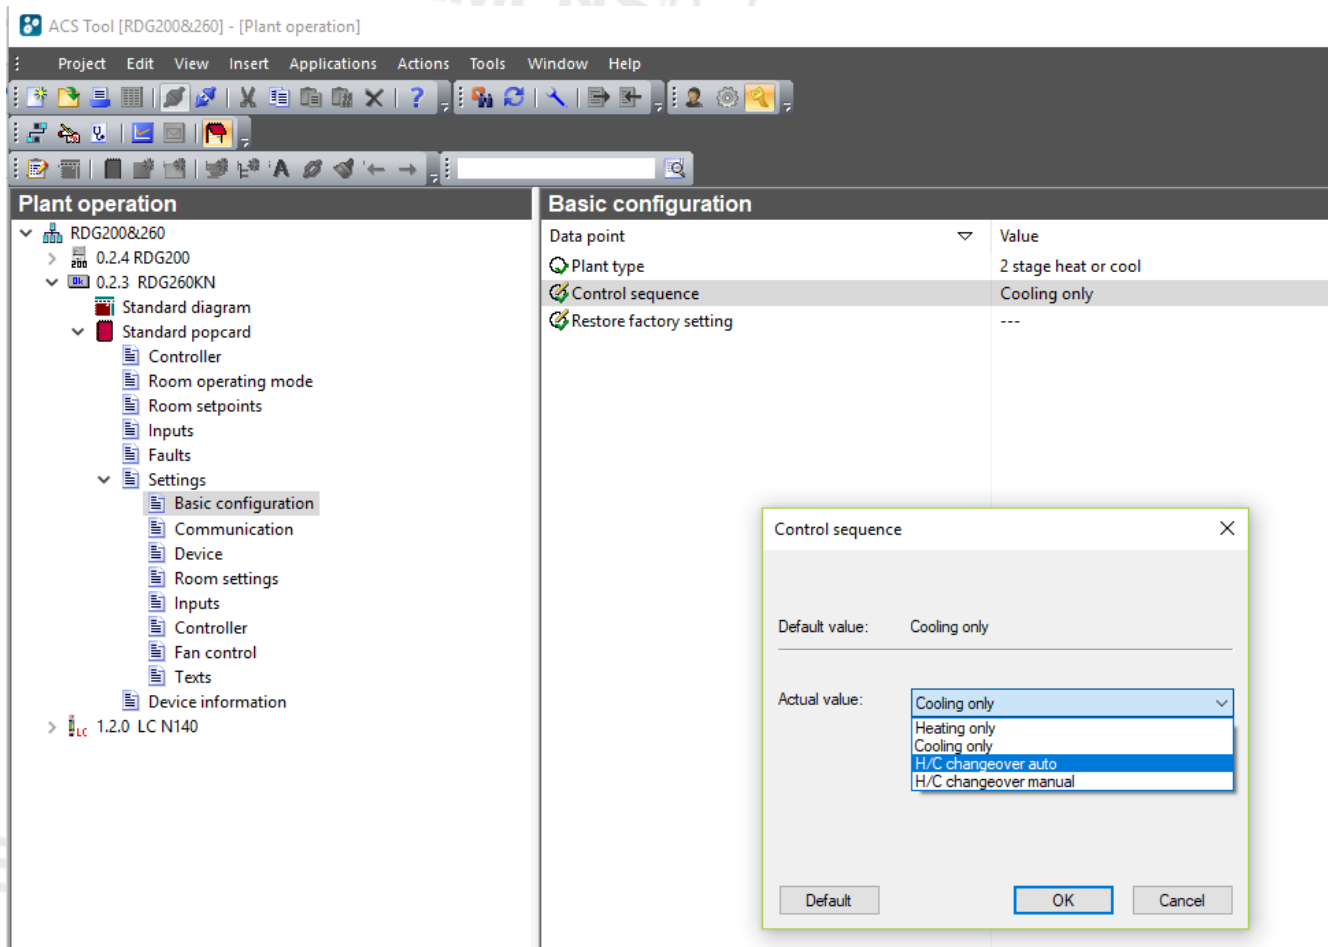 ACS Tool [RDG200&260] - [Plant operation]
Project Edit View Insert Applications Actions Tools Window Help
Plant operation
RDG200&260
0.2.4 RDG200
0.2.3 RDG260KN
Standard diagram
Standard popcard
Controller
Room operating mode
Room setpoints
Inputs
Faults
Settings
Basic configuration
Communication
Device
Room settings
Inputs
Controller
Fan control
Texts
Device information
LC 1.2.0 LC N140
Basic configuration
Data point Value
Plant type 2 stage heat or cool
Control sequence Cooling only
Restore factory setting ---
Control sequence
Default value: Cooling only
Actual value: Cooling only
Heating only
Cooling only
H/C changeover auto
H/C changeover manual
Default OK Cancel